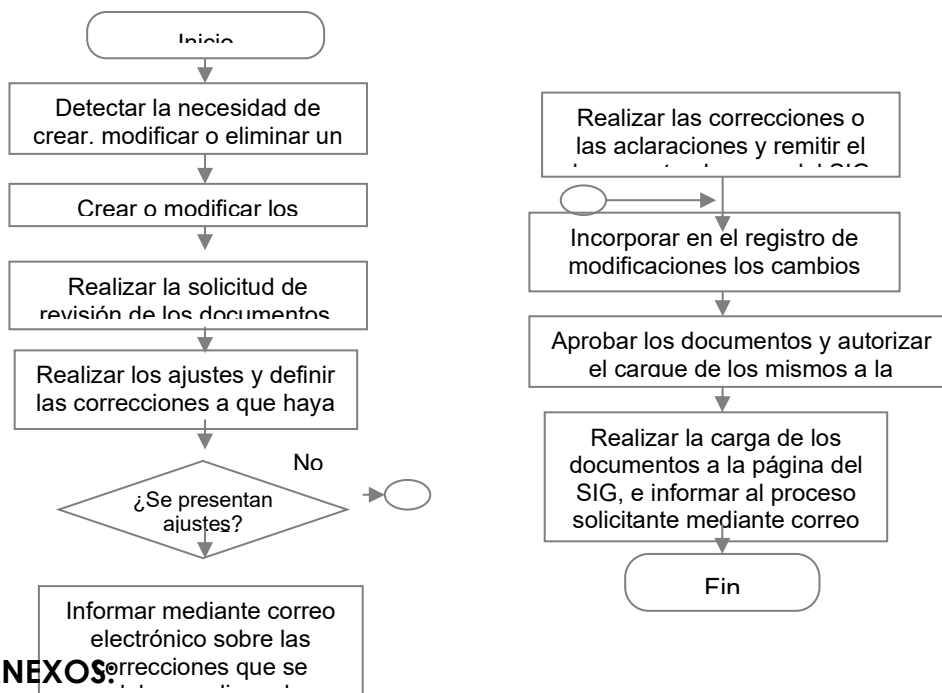 Inicio
Detectar la necesidad de
crear, modificar o eliminar un
Crear o modificar los
Realizar la solicitud de
revisión de los documentos
Realizar los ajustes y definir
las correcciones a que haya
No
¿Se presentan
ajustes?
Informar mediante correo
electrónico sobre las
correcciones que se
NEXOS:
Realizar las correcciones o
las aclaraciones y remitir el
Incorporar en el registro de
modificaciones los cambios
Aprobar los documentos y autorizar
el cargue de los mismos a la
Realizar la carga de los
documentos a la página del
SIG, e informar al proceso
solicitante mediante correo
Fin